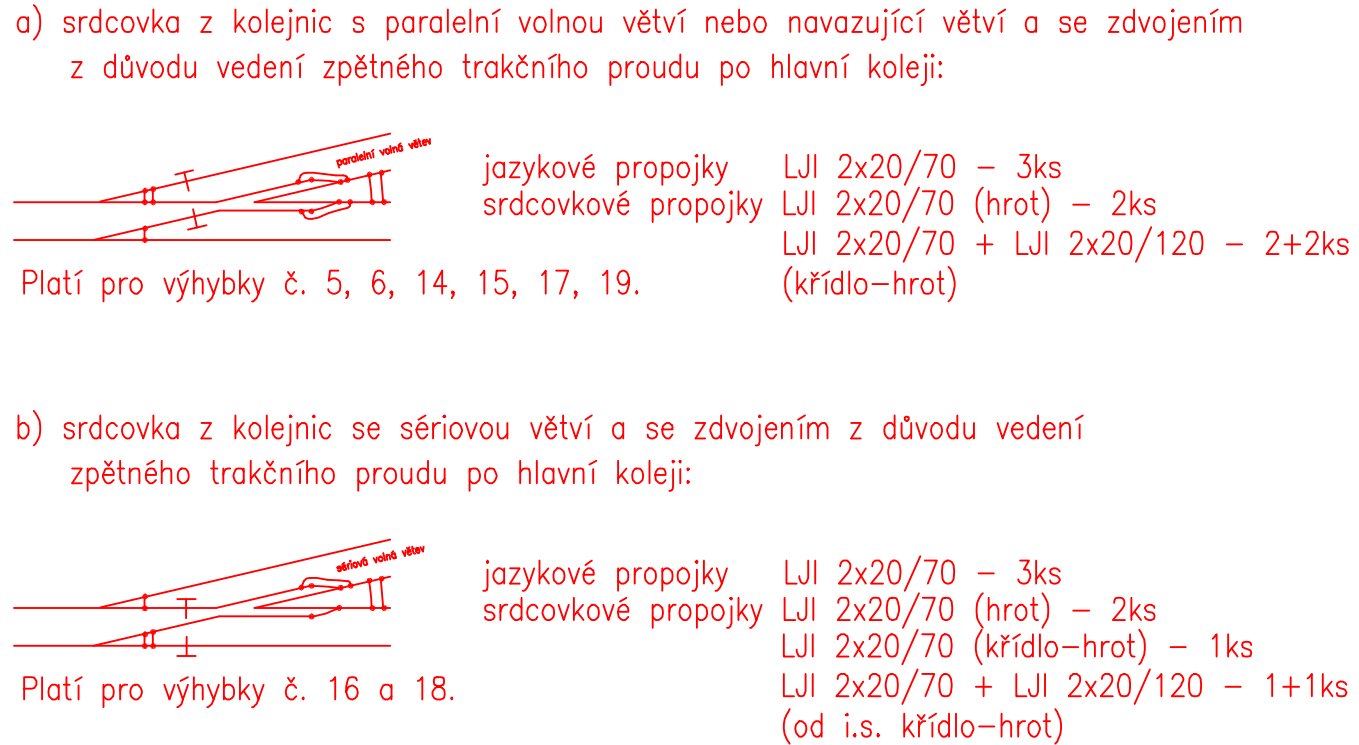 a) srdcovka z kolejnic s paralelní volnou větví nebo navazující větví a se zdvojením
z důvodu vedení zpětného trakčního proudu po hlavní koleji:
paralelní volná větev
jazykové propojky LJI 2x20/70 – 3ks
srdcovkové propojky LJI 2x20/70 (hrot) – 2ks
LJI 2x20/70 + LJI 2x20/120 – 2+2ks
(křídlo–hrot)
Platí pro výhybky č. 5, 6, 14, 15, 17, 19.
b) srdcovka z kolejnic se sériovou větví a se zdvojením z důvodu vedení
zpětného trakčního proudu po hlavní koleji:
sériová volná větev
jazykové propojky LJI 2x20/70 – 3ks
srdcovkové propojky LJI 2x20/70 (hrot) – 2ks
LJI 2x20/70 (křídlo–hrot) – 1ks
LJI 2x20/70 + LJI 2x20/120 – 1+1ks
(od i.s. křídlo–hrot)
Platí pro výhybky č. 16 a 18.